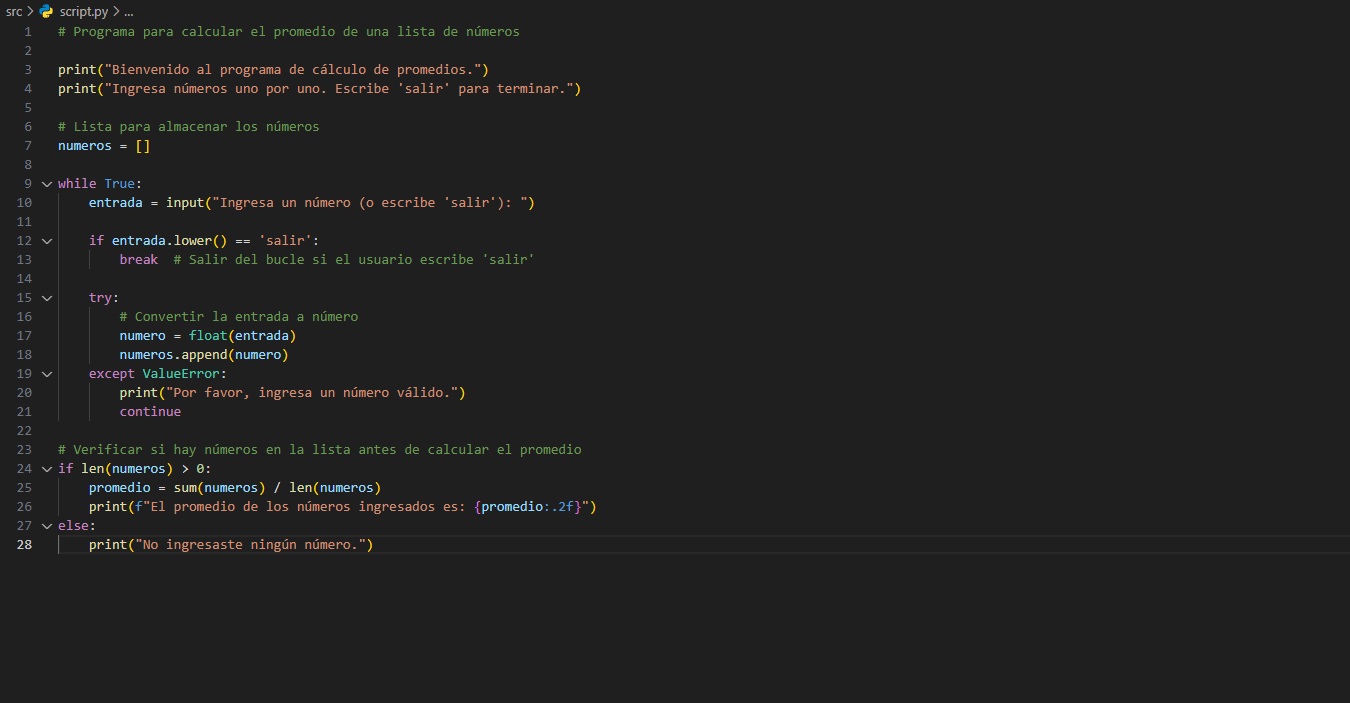 src > script.py > ...
1 # Programa para calcular el promedio de una lista de números
2
3 print("Bienvenido al programa de cálculo de promedios.")
4 print("Ingresa números uno por uno. Escribe 'salir' para terminar.")
5
6 # Lista para almacenar los números
7 numeros = []
8
9 while True:
10     entrada = input("Ingresa un número (o escribe 'salir'): ")
11
12     if entrada.lower() == 'salir':
13         break  # Salir del bucle si el usuario escribe 'salir'
14
15     try:
16         # Convertir la entrada a número
17         numero = float(entrada)
18         numeros.append(numero)
19     except ValueError:
20         print("Por favor, ingresa un número válido.")
21         continue
22
23 # Verificar si hay números en la lista antes de calcular el promedio
24 if len(numeros) > 0:
25     promedio = sum(numeros) / len(numeros)
26     print(f"El promedio de los números ingresados es: {promedio:.2f}")
27 else:
28     print("No ingresaste ningún número.")